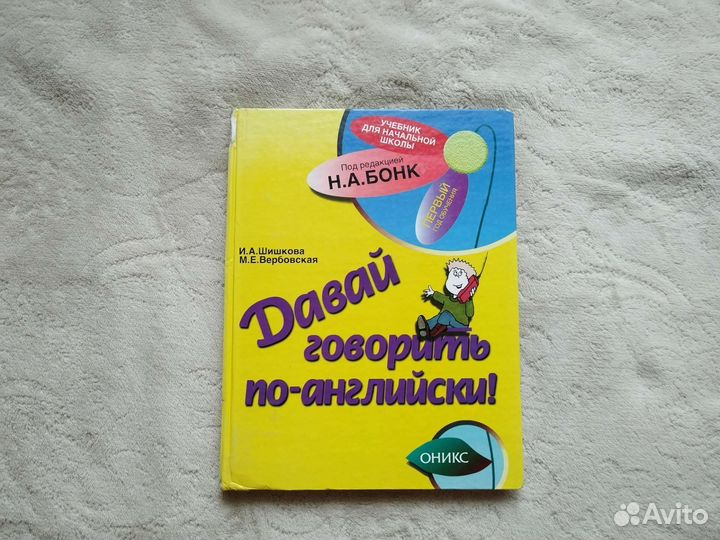 УЧЕБНИК
ДЛЯ НАЧАЛЬНОЙ
ШКОЛЫ
Под редакцией
Н.А.БОНК
ПЕРВЫЙ
ГОД ОБУЧЕНИЯ
И.А.Шишкова
М.Е.Вербовская
Давай
говорить
по-английски!
ОНИКС
Avito